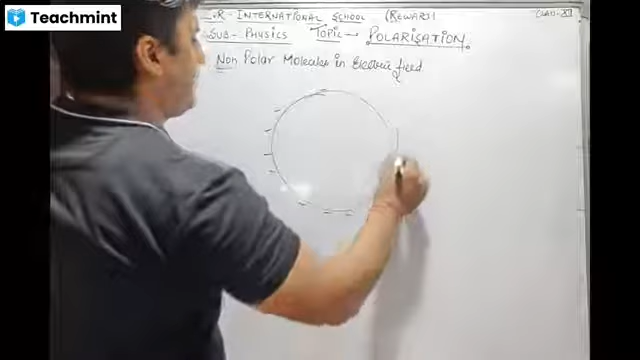 Teachmint
.R- INTERNATIONAL SCHOOL (REWARI)
SUB- PHYSICS TOPIC - POLARISATION
Non Polar Molecules in Electric field